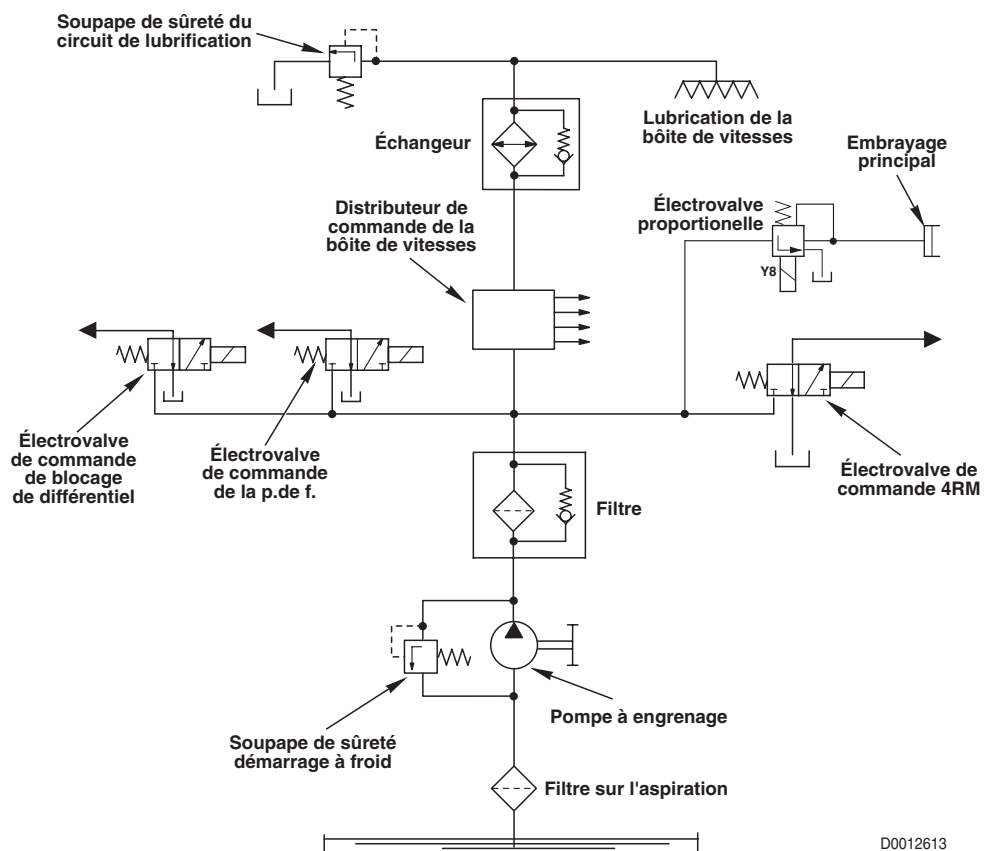 Soupape de sûreté du
circuit de lubrification
Échangeur
Lubrication de la
bôite de vitesses
Embrayage
principal
Électrovalve
proportionelle
Y8
Distributeur de
commande de la
bôite de vitesses
Électrovalve
de commande
de blocage
de différentiel
Électrovalve
de commande
de la p.de f.
Électrovalve de
commande 4RM
Filtre
Pompe à engrenage
Soupape de sûreté
démarrage à froid
Filtre sur l'aspiration
D0012613